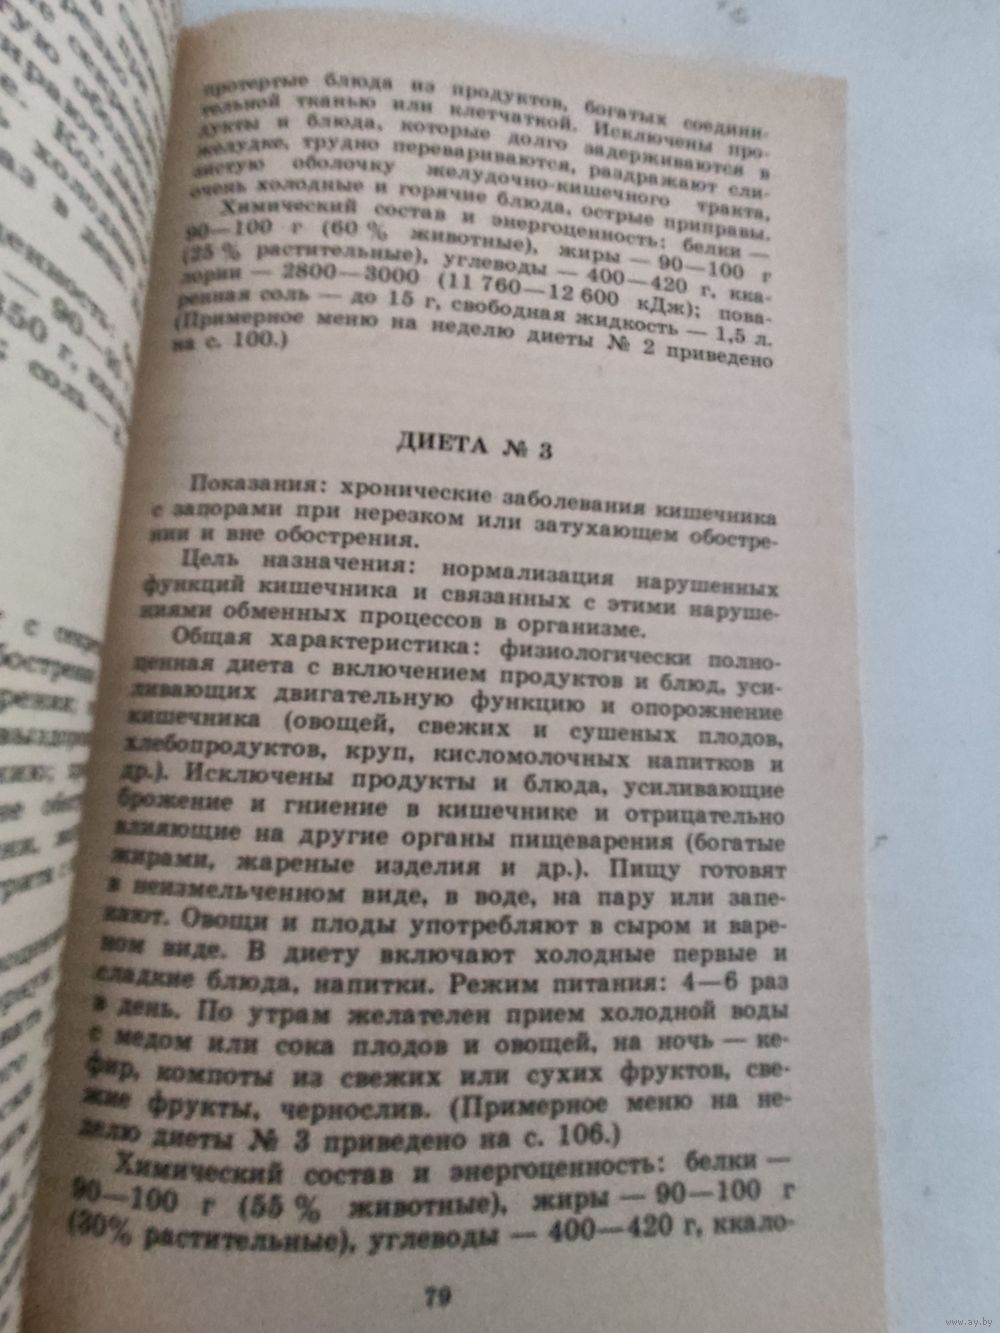 протертые блюда из продуктов, богатых соедини-
тельной тканью или клетчаткой. Исключены про-
дукты и блюда, которые долго задерживаются в
желудке, трудно перевариваются, раздражают сли-
зистую оболочку желудочно-кишечного тракта,
очень холодные и горячие блюда, острые приправы.
Химический состав и энергоценность: белки —
90—100 г (60 % животные), жиры — 90—100 г
(25 % растительные), углеводы — 400—420 г, кка-
лории — 2800—3000 (11 760—12 600 кДж); пова-
ренная соль — до 15 г, свободная жидкость — 1,5 л.
(Примерное меню на неделю диеты № 2 приведено
на с. 100.)
ДИЕТА № 3
Показания: хронические заболевания кишечника
с запорами при нерезком или затухающем обостре-
нии и вне обострения.
Цель назначения: нормализация нарушенных
функций кишечника и связанных с этими наруше-
ниями обменных процессов в организме.
Общая характеристика: физиологически полно-
ценная диета с включением продуктов и блюд, уси-
ливающих двигательную функцию и опорожнение
кишечника (овощей, свежих и сушеных плодов,
хлебопродуктов, круп, кисломолочных напитков и
др.). Исключены продукты и блюда, усиливающие
брожение и гниение в кишечнике и отрицательно
влияющие на другие органы пищеварения (богатые
жирами, жареные изделия и др.). Пищу готовят
в неизмельченном виде, в воде, на пару или запе-
кают. Овощи и плоды употребляют в сыром и варе-
ном виде. В диету включают холодные первые и
сладкие блюда, напитки. Режим питания: 4—6 раз
в день. По утрам желателен прием холодной воды
с медом или сока плодов и овощей, на ночь — ке-
фир, компоты из свежих или сухих фруктов, све-
жие фрукты, чернослив. (Примерное меню на не-
делю диеты № 3 приведено на с. 106.)
Химический состав и энергоценность: белки —
90—100 г (55 % животные), жиры — 90—100 г
(30% растительные), углеводы — 400—420 г, ккало-
79
www.ay.by